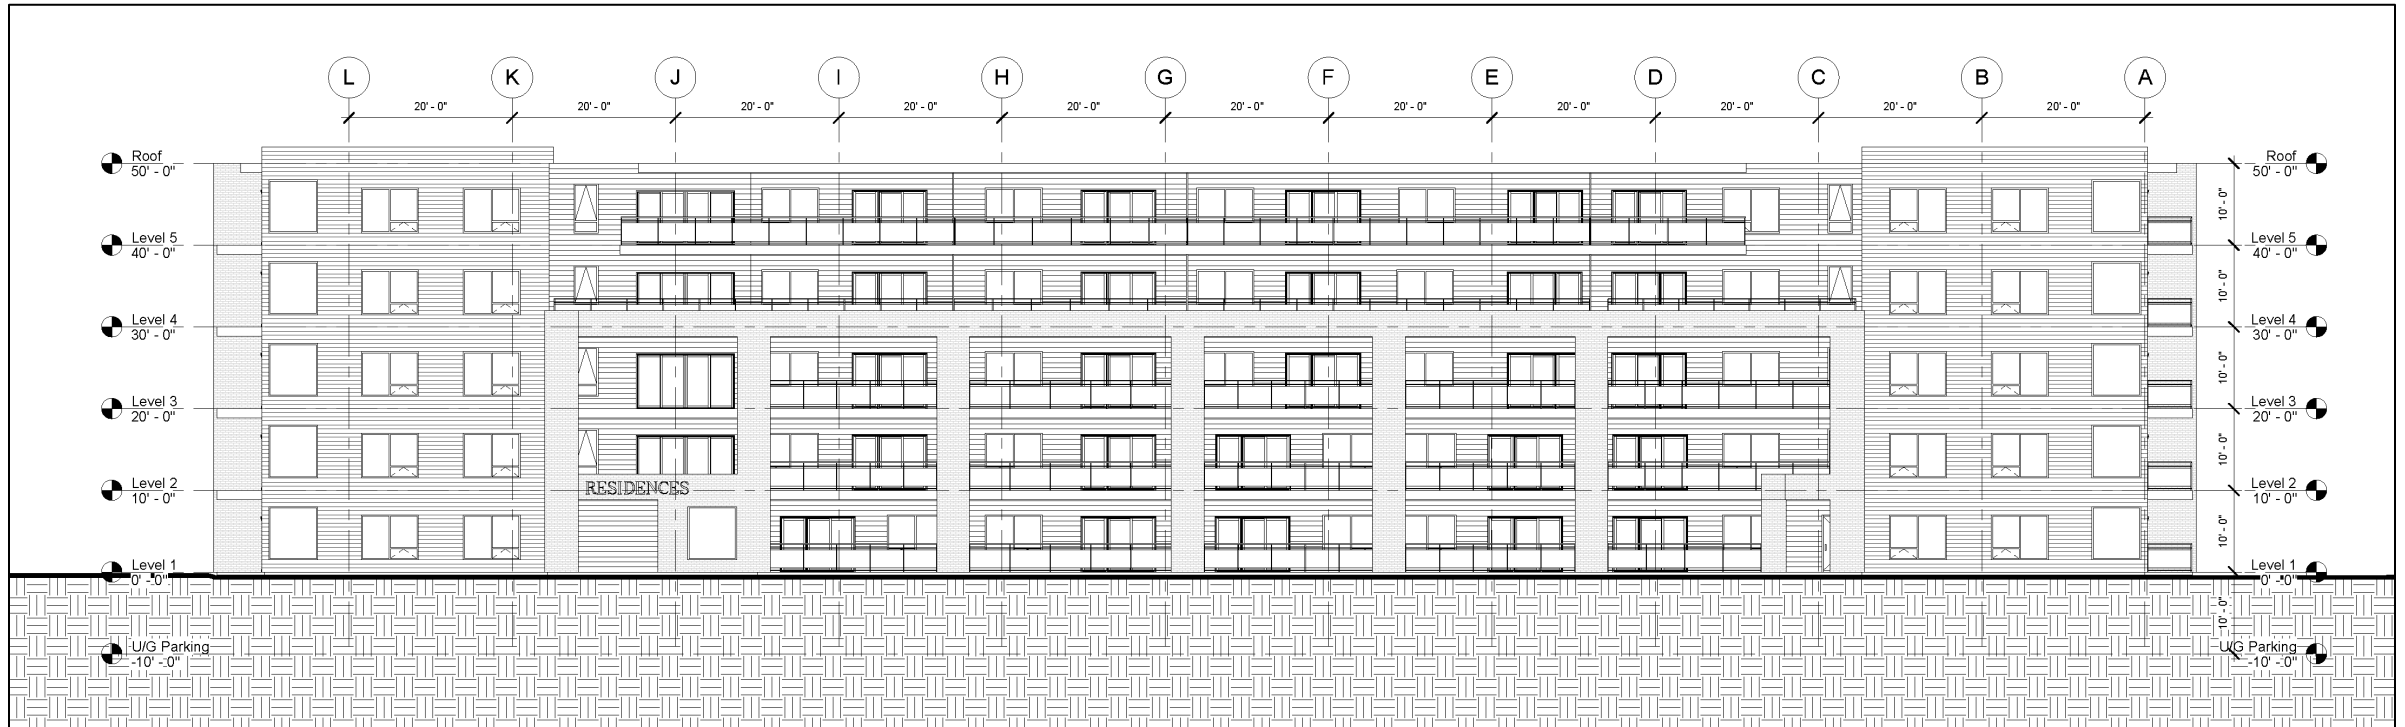 L K J I H G F E D C B A
20' - 0" 20' - 0" 20' - 0" 20' - 0" 20' - 0" 20' - 0" 20' - 0" 20' - 0" 20' - 0" 20' - 0" 20' - 0"
Roof
50' - 0"
Roof
50' - 0"
10' - 0"
Level 5
40' - 0"
Level 5
40' - 0"
10' - 0"
Level 4
30' - 0"
Level 4
30' - 0"
10' - 0"
Level 3
20' - 0"
Level 3
20' - 0"
10' - 0"
Level 2
10' - 0"
RESIDENCES
Level 2
10' - 0"
10' - 0"
Level 1
0' - 0"
Level 1
0' - 0"
10' - 0"
U/G Parking
-10' - 0"
U/G Parking
-10' - 0"